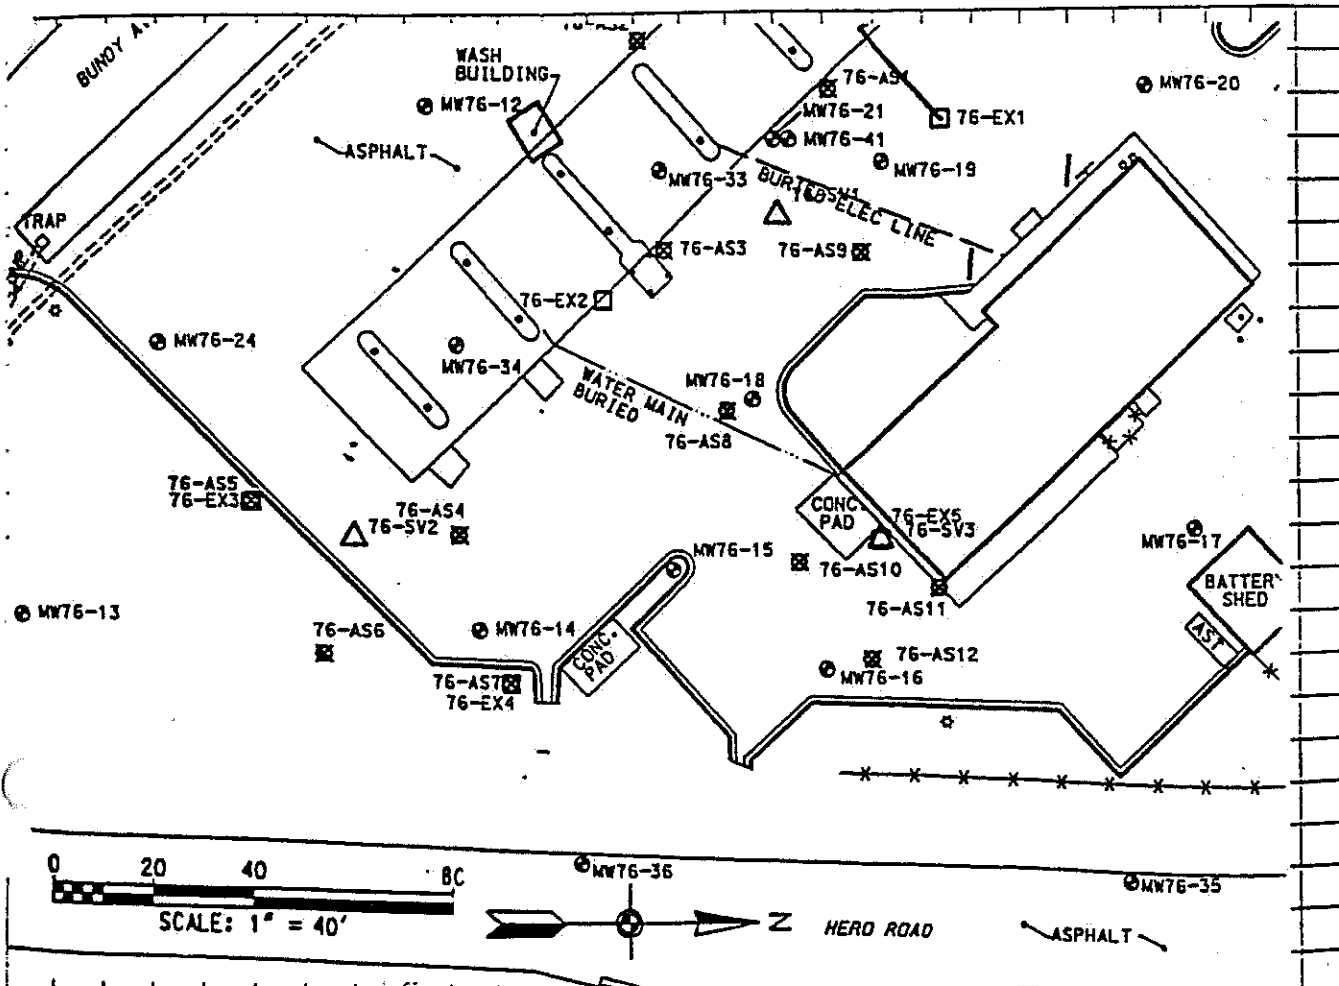 BUNDY
WASH
BUILDING
76-AS1
MW76-20
MW76-12
MW76-21
76-EX1
MW76-41
ASPHALT
MW76-33
MW76-19
BURIED ELEC LINE
TRAP
76-AS3
76-AS9
76-EX2
MW76-24
MW76-34
MW76-18
WATER MAIN
BURIED
76-AS8
76-AS5
76-EX3
76-AS4
76-SV2
CONC.
PAD
76-EX5
76-SV3
MW76-17
MW76-15
76-AS10
BATTERY
SHED
76-AS11
MW76-13
76-AS6
MW76-14
CONC.
PAD
AST
76-AS12
MW76-16
76-AS7
76-EX4
0 20 40 80
SCALE: 1" = 40'
MW76-36
MW76-35
N
HERO ROAD
ASPHALT